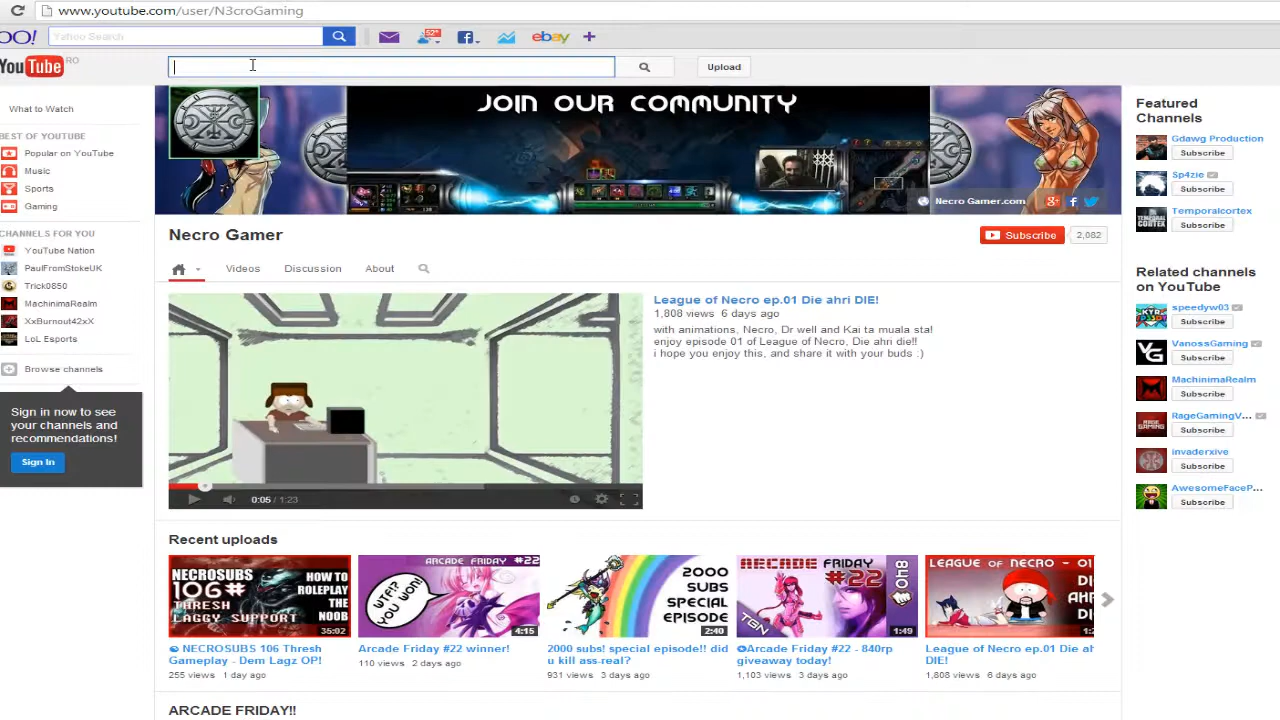 www.youtube.com/user/N3croGaming
OO!
Yahoo Search
52*
ebay
YouTube RO
Upload
What to Watch
BEST OF YOUTUBE
Popular on YouTube
Music
Sports
Gaming
CHANNELS FOR YOU
YouTube Nation
PaulFromStokeUK
Trick0850
MachinimaRealm
XxBurnout42xX
LoL Esports
Browse channels
Sign in now to see
your channels and
recommendations!
Sign In
JOIN OUR COMMUNITY
Necro Gamer.com
Necro Gamer
Subscribe
2,082
Videos
Discussion
About
League of Necro ep.01 Die ahri DIE!
1,808 views 6 days ago
with animations, Necro, Dr well and Kai ta muala sta!
enjoy episode 01 of League of Necro, Die ahri die!!
i hope you enjoy this, and share it with your buds :)
0:05 / 1:23
Recent uploads
NECROSUBS
106#
THRESH
LAGGY SUPPORT
HOW TO
ROLEPLAY
THE
NOOB
35:02
NECROSUBS 106 Thresh
Gameplay - Dem Lagz OP!
255 views 1 day ago
ARCADE FRIDAY #22
WTF!?
YOU WON!
4:15
Arcade Friday #22 winner!
110 views 2 days ago
2000
SUBS
SPECIAL
EPISODE
2:40
2000 subs! special episode!! did
u kill ass-real?
931 views 3 days ago
ARCADE FRIDAY
#22
840
TGN
1:49
Arcade Friday #22 - 840rp
giveaway today!
1,103 views 3 days ago
LEAGUE OF NECRO - 01
DI
AH
DIE
1:2
League of Necro ep.01 Die ah
DIE!
1,808 views 6 days ago
ARCADE FRIDAY!!
Featured
Channels
Gdawg Production
Subscribe
Sp4zie
Subscribe
Temporalcortex
Subscribe
Related channels
on YouTube
speedyw03
Subscribe
VanossGaming
Subscribe
MachinimaRealm
Subscribe
RageGamingV...
Subscribe
invaderxive
Subscribe
AwesomeFaceP...
Subscribe